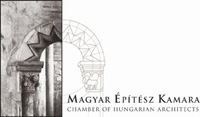 MAGYAR ÉPÍTÉSZ KAMARA
CHAMBER OF HUNGARIAN ARCHITECTS